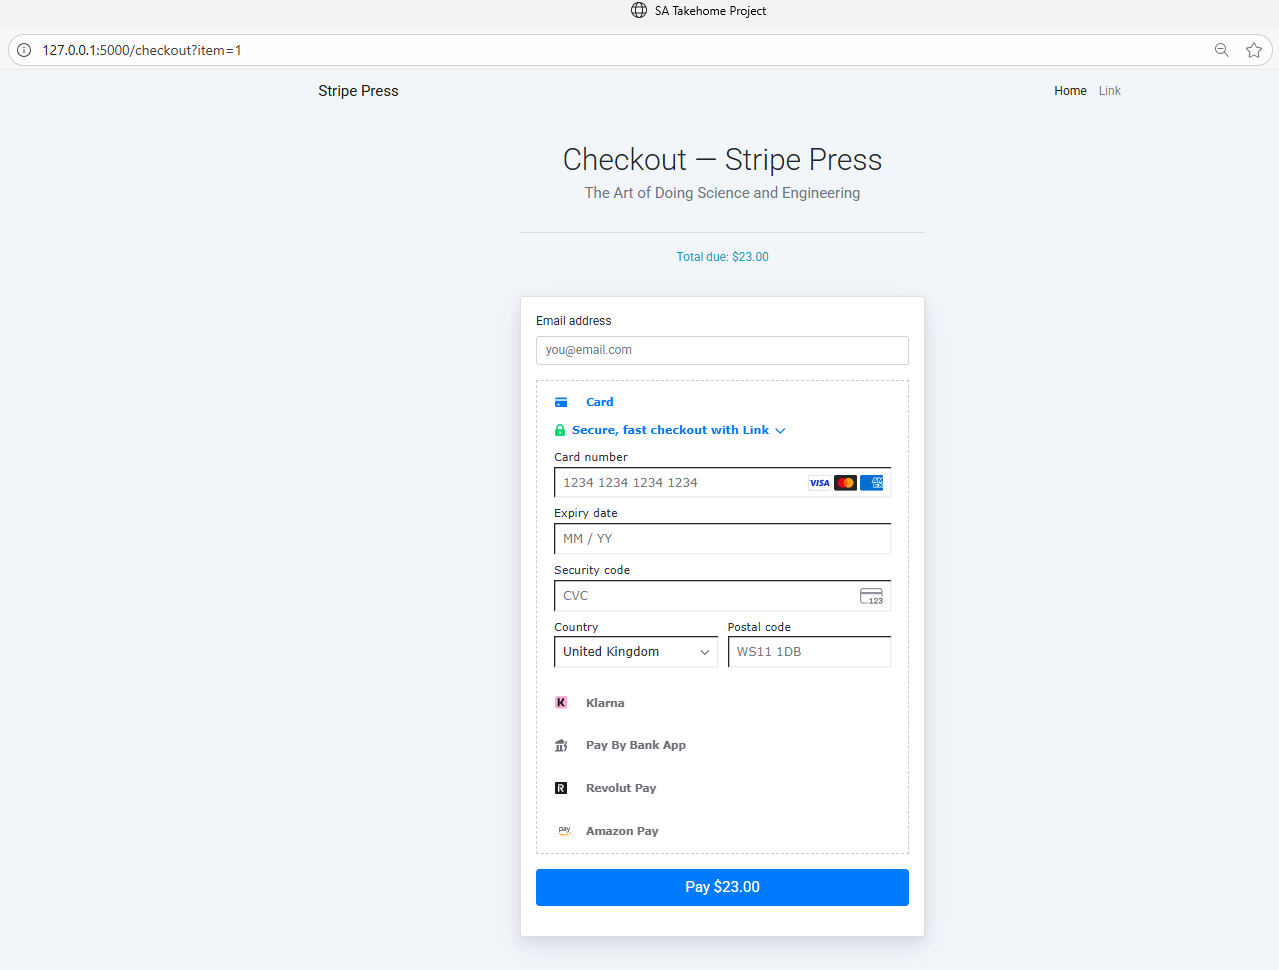 SA Takehome Project
127.0.0.1:5000/checkout?item=1
Stripe Press
Home Link
Checkout — Stripe Press
The Art of Doing Science and Engineering
Total due: $23.00
Email address
you@email.com
Card
Secure, fast checkout with Link
Card number
1234 1234 1234 1234 VISA AM EX
Expiry date
MM / YY
Security code
CVC 123
Country Postal code
United Kingdom WS11 1DB
K Klarna
Pay By Bank App
R Revolut Pay
pay Amazon Pay
Pay $23.00